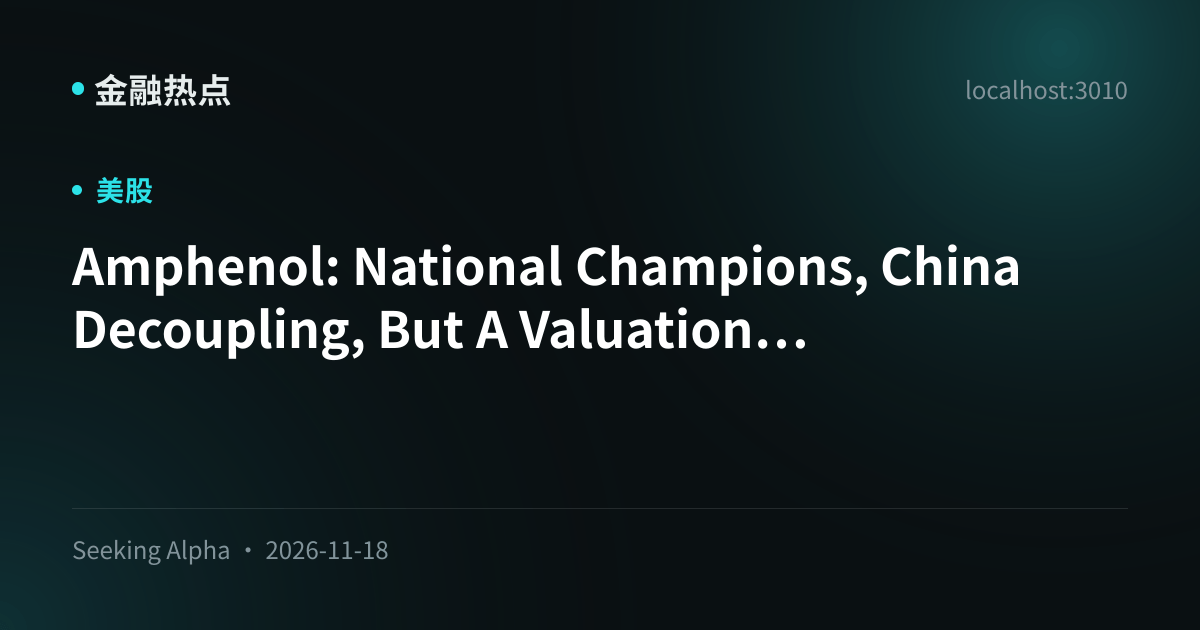 金融热点
localhost:3010
美股
Amphenol: National Champions, China
Decoupling, But A Valuation…
Seeking Alpha · 2026-11-18